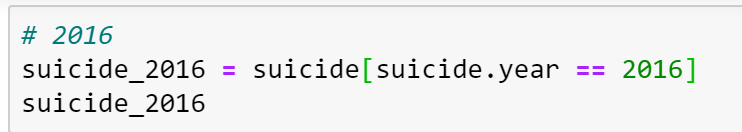 # 2016
suicide_2016 = suicide[suicide.year == 2016]
suicide_2016